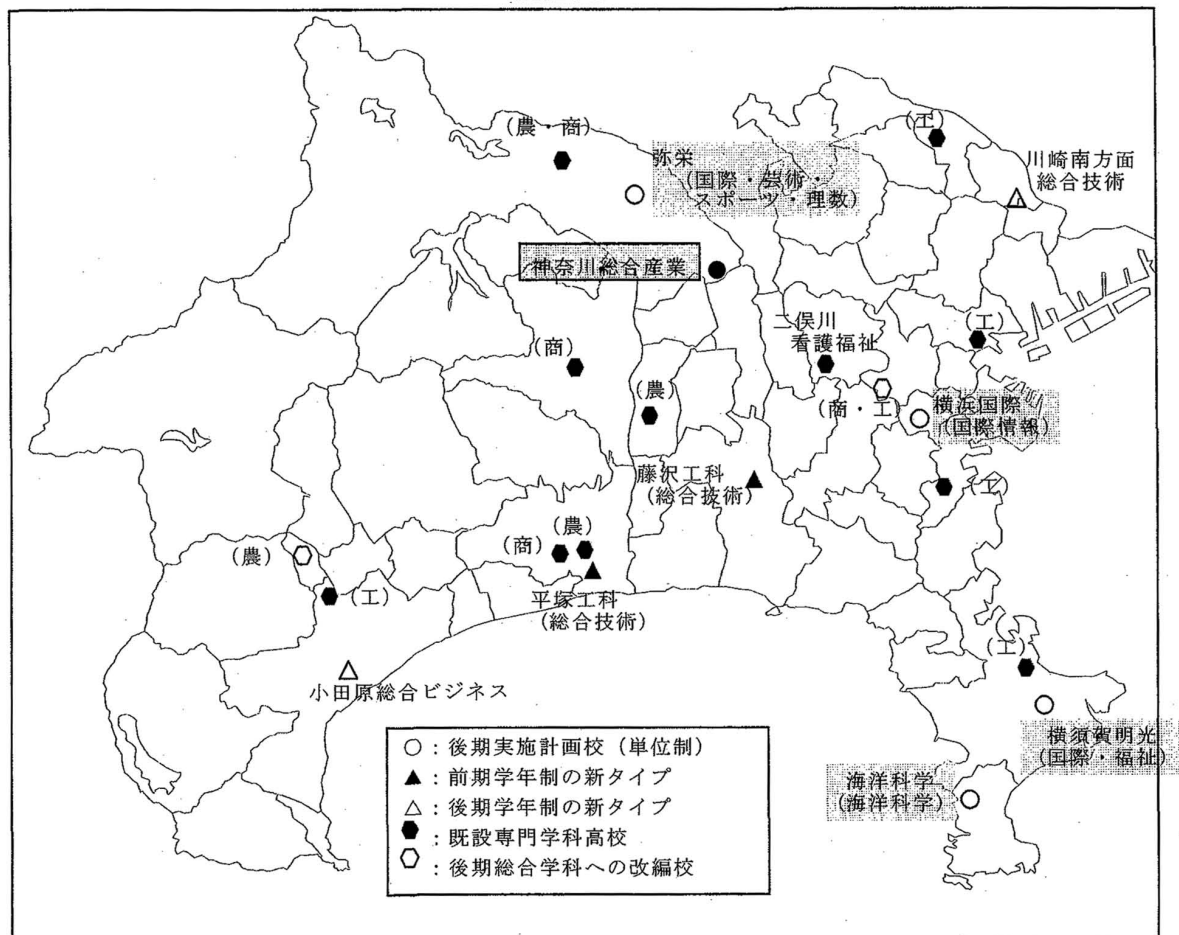 (農・商)
(工)
弥栄
(国際・芸術・
スポーツ・理数)
川崎南方面
総合技術
神奈川総合産業
(工)
二俣川
看護福祉
(商)
(農)
(商・工)
横浜国際
(国際情報)
藤沢工科
(総合技術)
(工)
(農)
(商)
(農)
平塚工科
(総合技術)
(工)
(工)
小田原総合ビジネス
横須賀明光
(国際・福祉)
海洋科学
(海洋科学)
○:後期実施計画校(単位制)
▲:前期学年制の新タイプ
△:後期学年制の新タイプ
⬢:既設専門学科高校
⬡:後期総合学科への改編校